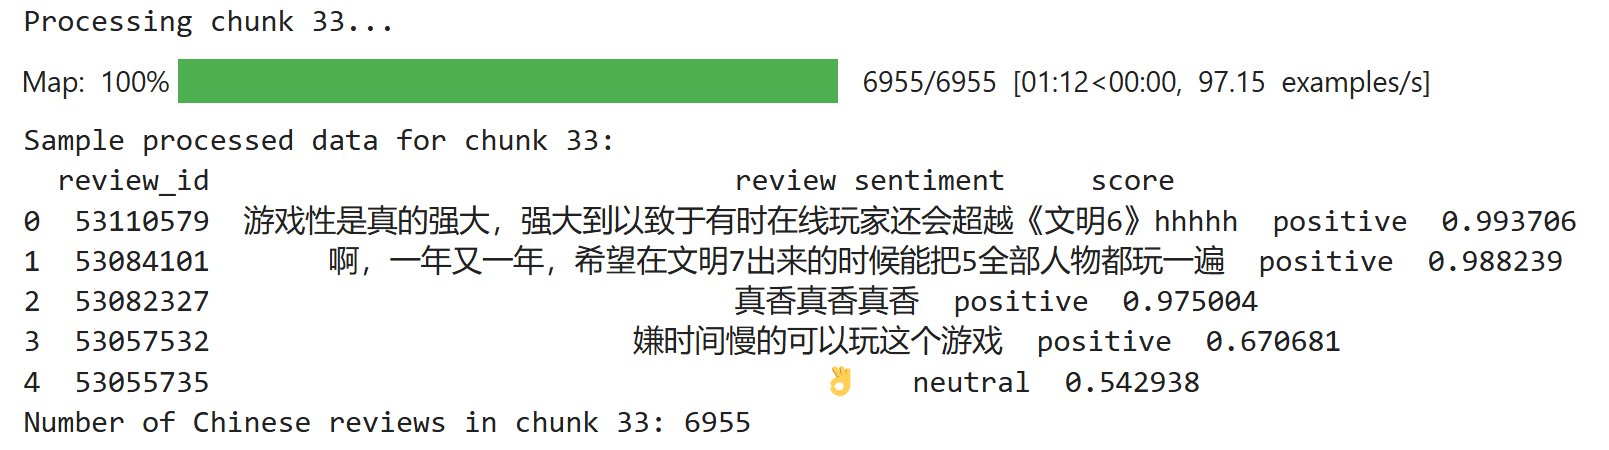 Processing chunk 33...
Map: 100% 6955/6955 [01:12<00:00, 97.15 examples/s]
Sample processed data for chunk 33:
review_id review sentiment score
0 53110579 游戏性是真的强大，强大到以致于有时在线玩家还会超越《文明6》hhhhh positive 0.993706
1 53084101 啊，一年又一年，希望在文明7出来的时候能把5全部人物都玩一遍 positive 0.988239
2 53082327 真香真香真香 positive 0.975004
3 53057532 嫌时间慢的可以玩这个游戏 positive 0.670681
4 53055735 👌 neutral 0.542938
Number of Chinese reviews in chunk 33: 6955